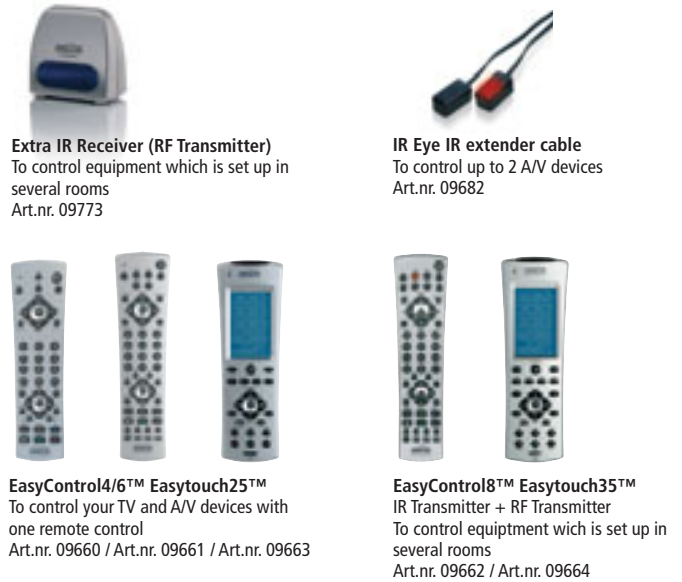 Extra IR Receiver (RF Transmitter)
To control equipment which is set up in
several rooms
Art.nr. 09773
IR Eye IR extender cable
To control up to 2 A/V devices
Art.nr. 09682
EasyControl4/6™ Easytouch25™
To control your TV and A/V devices with
one remote control
Art.nr. 09660 / Art.nr. 09661 / Art.nr. 09663
EasyControl8™ Easytouch35™
IR Transmitter + RF Transmitter
To control equiptment wich is set up in
several rooms
Art.nr. 09662 / Art.nr. 09664